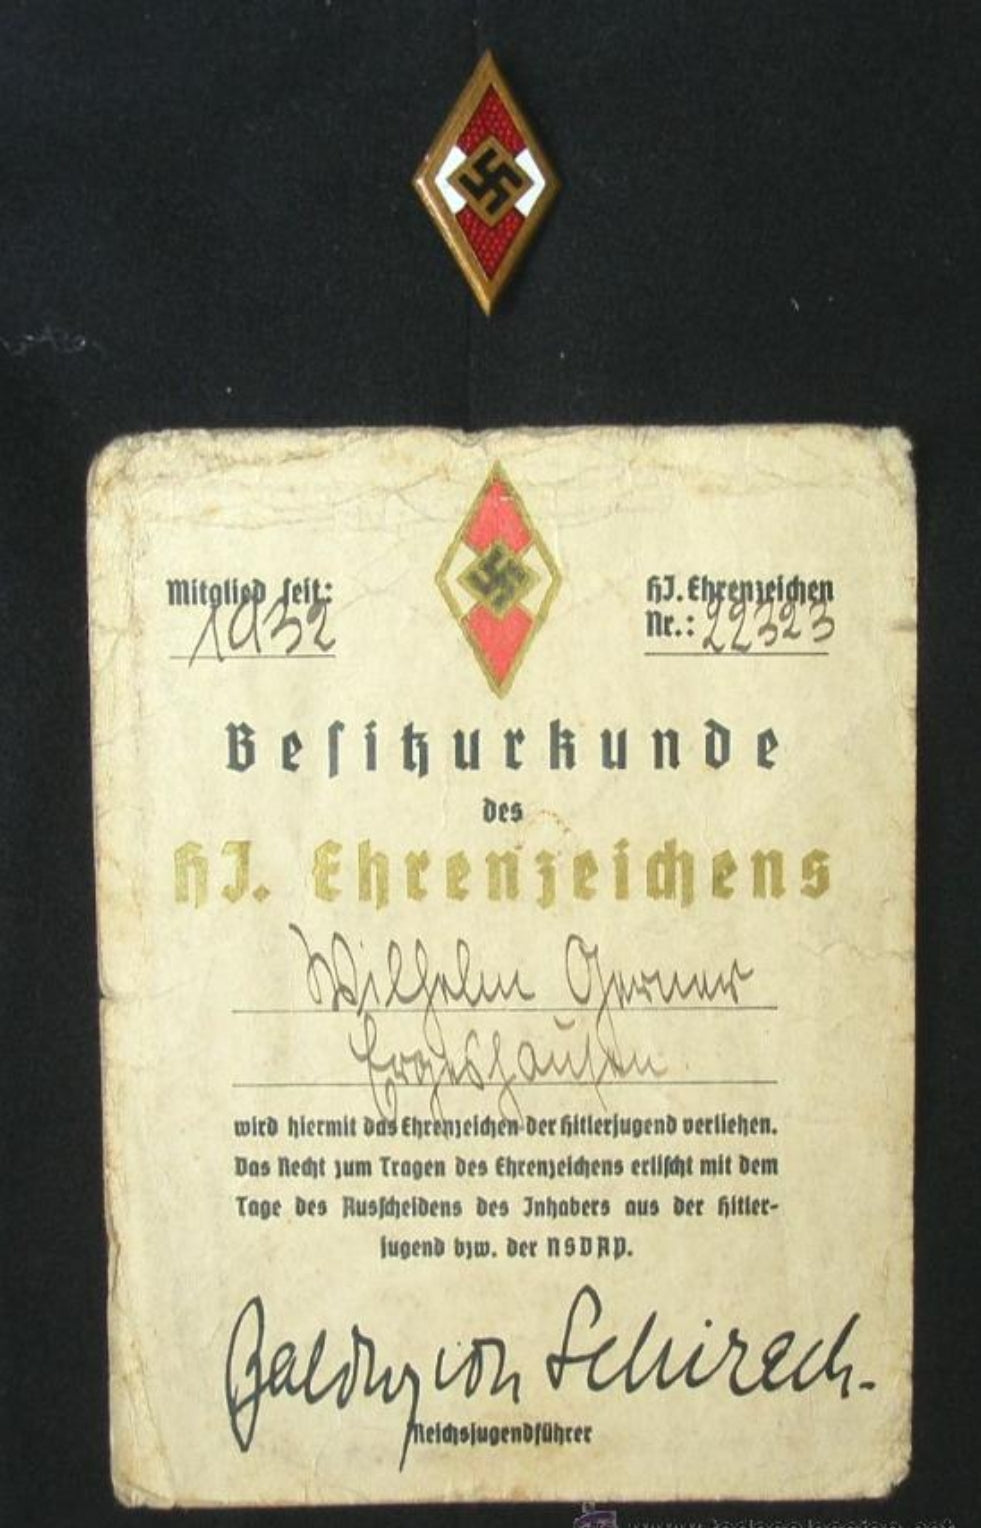 Mitglied seit:
1932
HJ. Ehrenzeichen
Nr.: 22323
Besitzurkunde
des
HJ. Ehrenzeichens
Wilhelm Gerner
Ergeshausen
wird hiermit das Ehrenzeichen der Hitlerjugend verliehen.
Das Recht zum Tragen des Ehrenzeichens erlischt mit dem
Tage des Ausscheidens des Inhabers aus der Hitler-
jugend bzw. der NSDAP.
Baldur von Schirach.
Reichsjugendführer